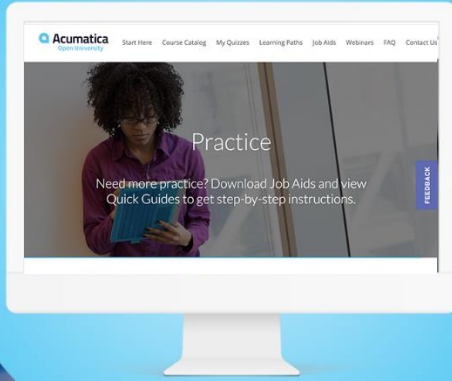 Acumatica
Open University
Start Here Course Catalog My Quizzes Learning Paths Job Aids Webinars FAQ Contact Us
Practice
Need more practice? Download Job Aids and view
Quick Guides to get step-by-step instructions.
FEEDBACK